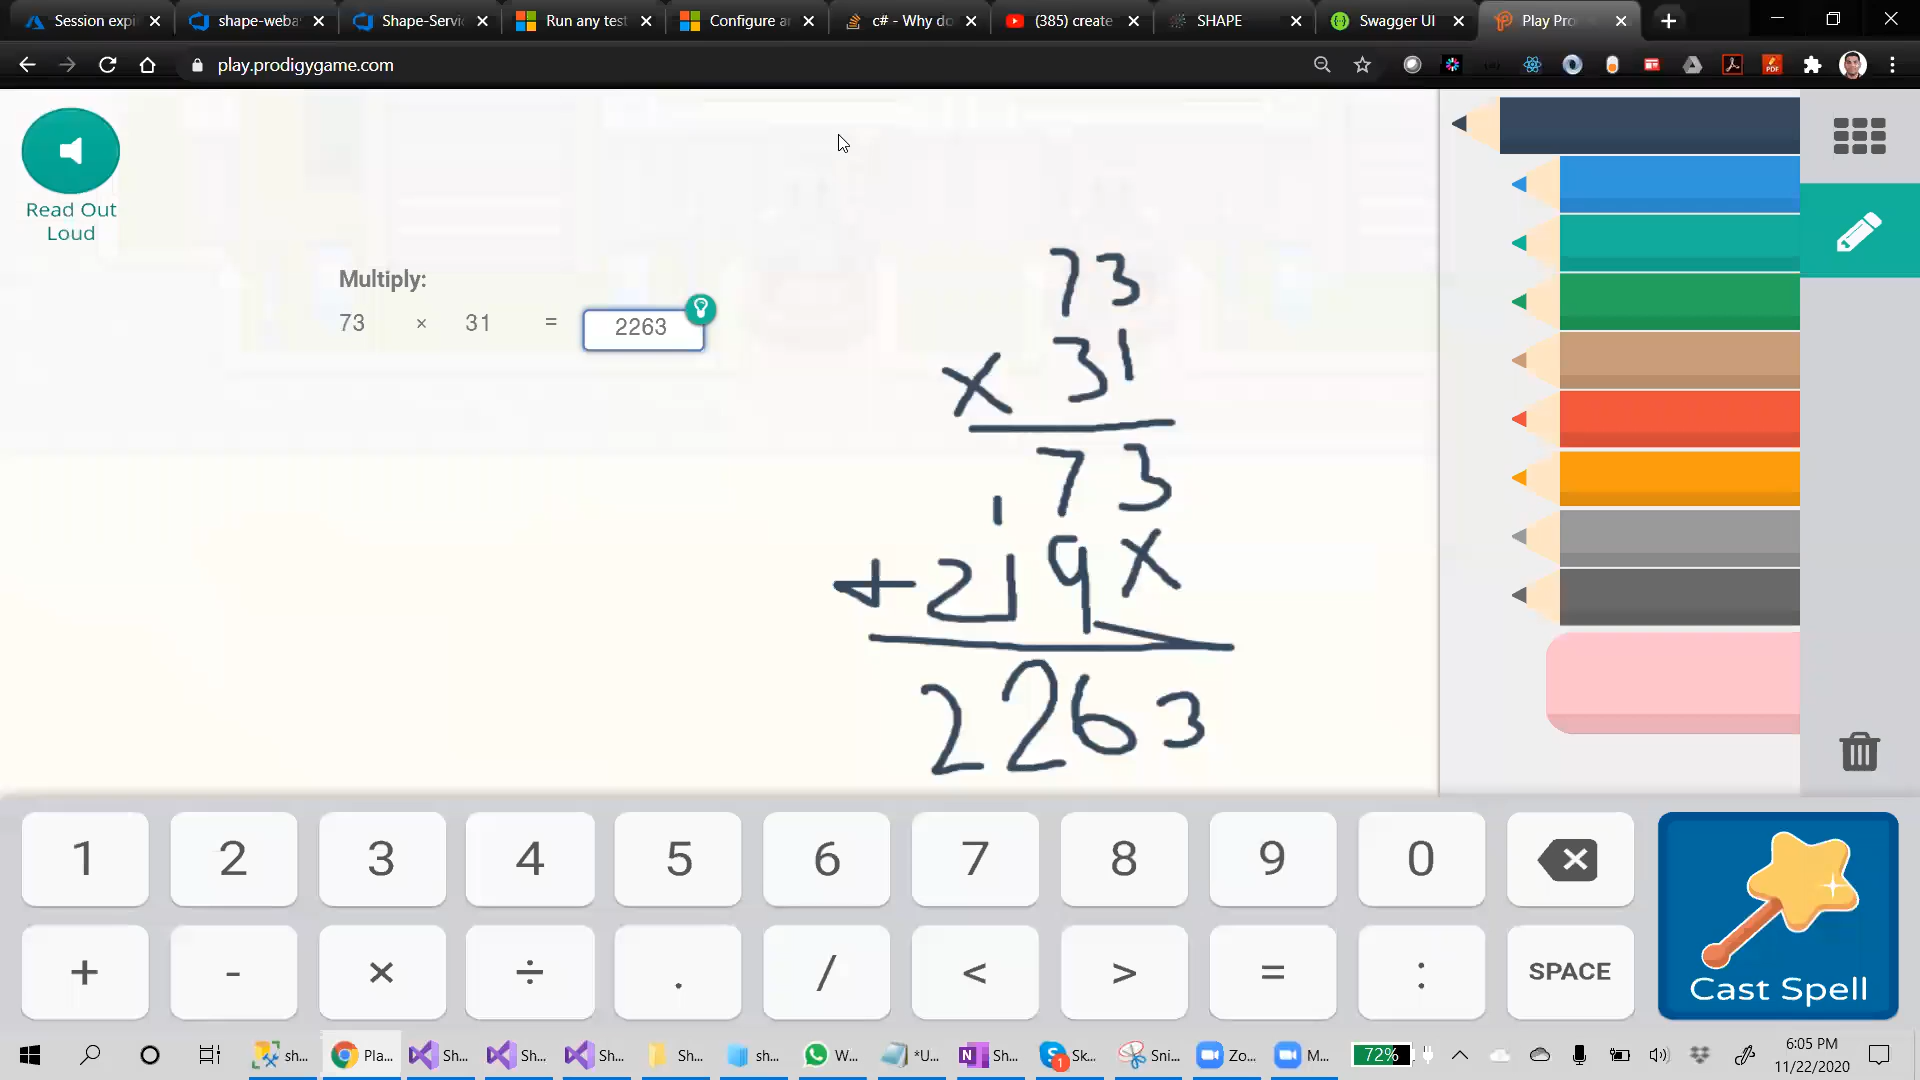 Session expi
shape-weba
Shape-Servic
Run any test
Configure an
c# - Why do
(385) create
SHAPE
Swagger UI
Play Pro
play.prodigygame.com
Read Out
Loud
Multiply:
73 × 31 = 2263
73
x 31
73
1
+219x
2263
1 2 3 4 5 6 7 8 9 0
+ - × ÷ . / < > = : SPACE
Cast Spell
sh...
Pla...
Sh...
Sh...
Sh...
Sh...
sh...
W...
*U...
Sh...
Sk...
Sni...
Zo...
M...
72%
6:05 PM
11/22/2020